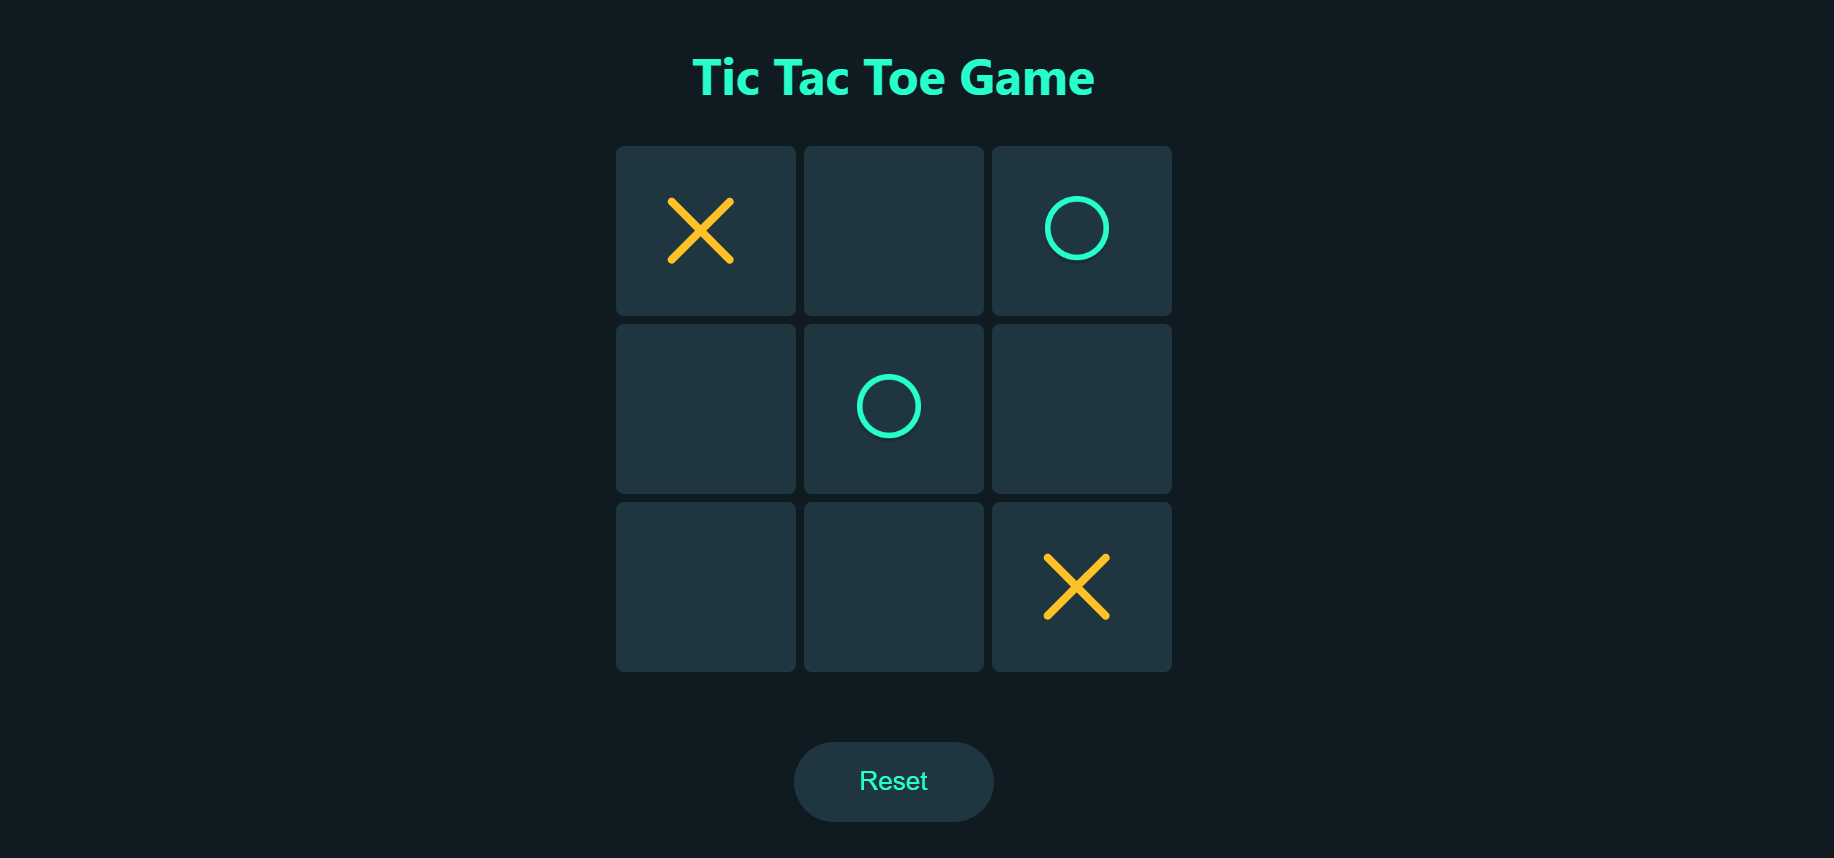 Tic Tac Toe Game
X O
O
X
Reset